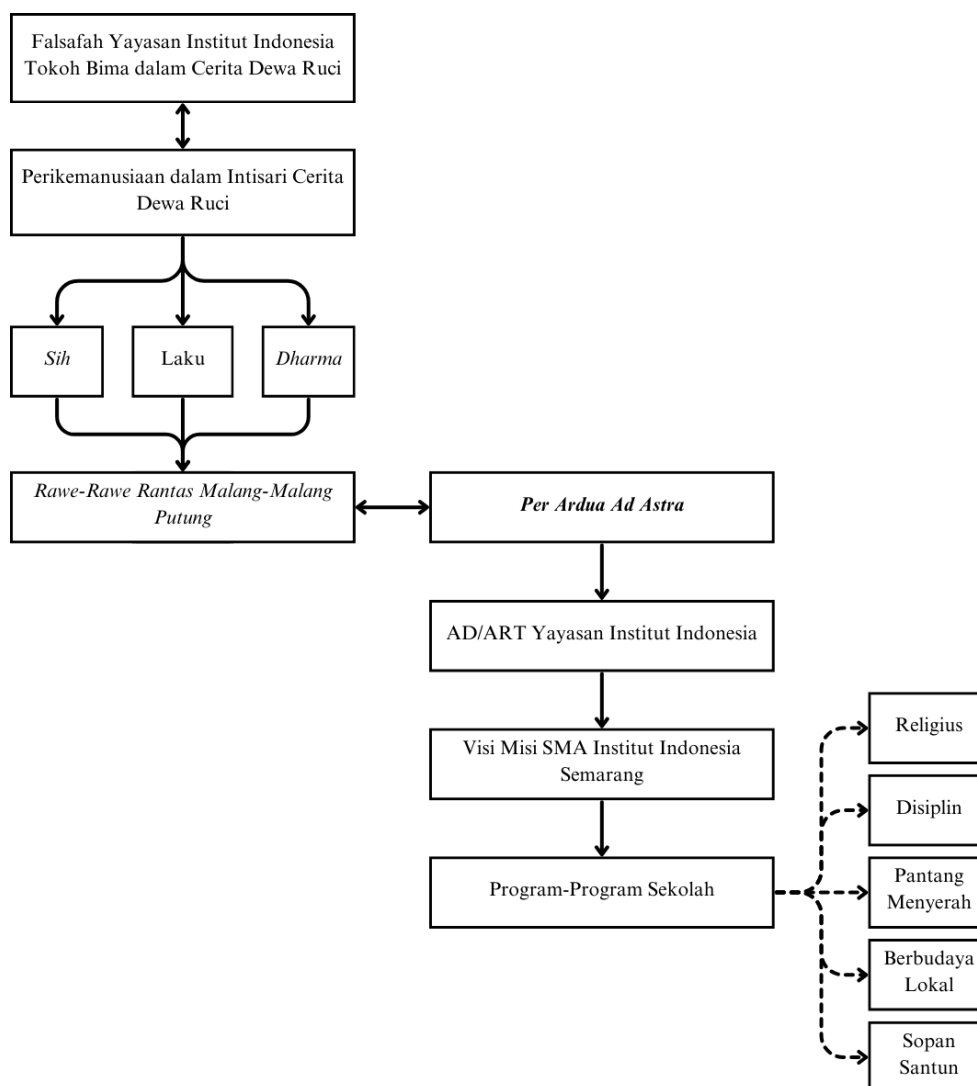 Falsafah Yayasan Institut Indonesia
Tokoh Bima dalam Cerita Dewa Ruci
Perikemanusiaan dalam Intisari Cerita
Dewa Ruci
Sih
Laku
Dharma
Rawe-Rawe Rantas Malang-Malang
Putung
Per Ardua Ad Astra
AD/ART Yayasan Institut Indonesia
Visi Misi SMA Institut Indonesia
Semarang
Program-Program Sekolah
Religius
Disiplin
Pantang
Menyerah
Berbudaya
Lokal
Sopan
Santun